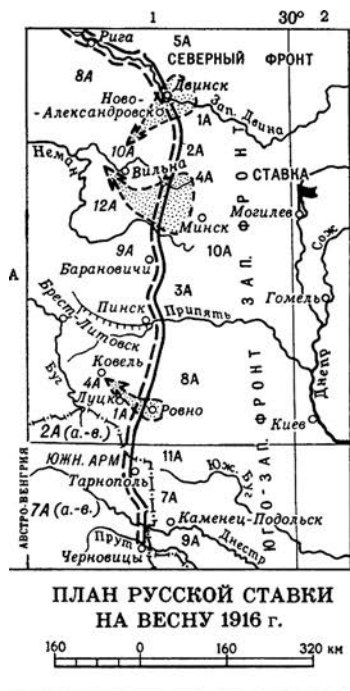 1
30° 2
Рига
5А
СЕВЕРНЫЙ ФРОНТ
8А
Двинск
Ново-
-Александровск
1А
Зап. Двина
10А
2А
Неман
Вильна
4А
СТАВКА
12А
Могилев
Минск
10А
Сож
9А
Барановичи
ЗАП. ФРОНТ
3А
Гомель
А
Брест-Литовск
Пинск
Припять
Ковель
4А
8А
Буг
Луцк
1А
Ровно
Днепр
2А (а.-в.)
Киев
ЮГО-ЗАП. ФРОНТ
АВСТРО-ВЕНГРИЯ
ЮЖН. АРМ
11А
Тарнополь
Юж. Буг
7А
7А (а.-в.)
Каменец-Подольск
Прут
9А
Днестр
Черновицы
ПЛАН РУССКОЙ СТАВКИ
НА ВЕСНУ 1916 г.
160 0 160 320 км